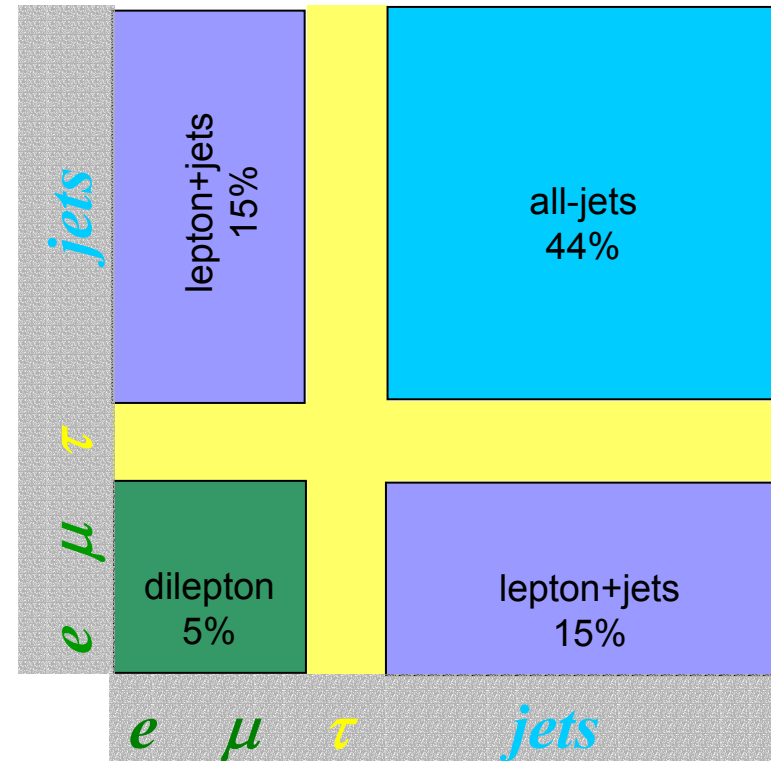 jets
lepton+jets
15%
all-jets
44%
τ
μ
dilepton
5%
lepton+jets
15%
e
e μ τ jets